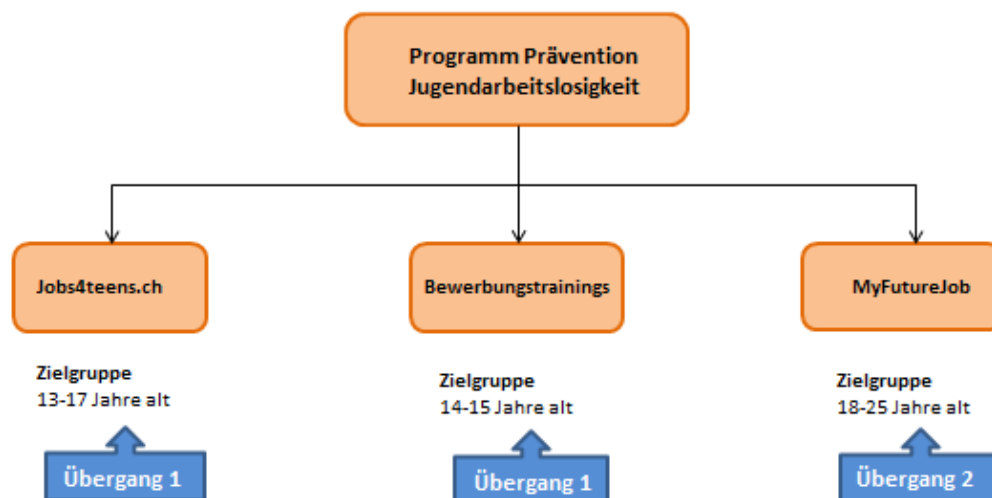 Programm Prävention
Jugendarbeitslosigkeit
Jobs4teens.ch
Bewerbungstrainings
MyFutureJob
Zielgruppe
13-17 Jahre alt
Zielgruppe
14-15 Jahre alt
Zielgruppe
18-25 Jahre alt
Übergang 1
Übergang 1
Übergang 2